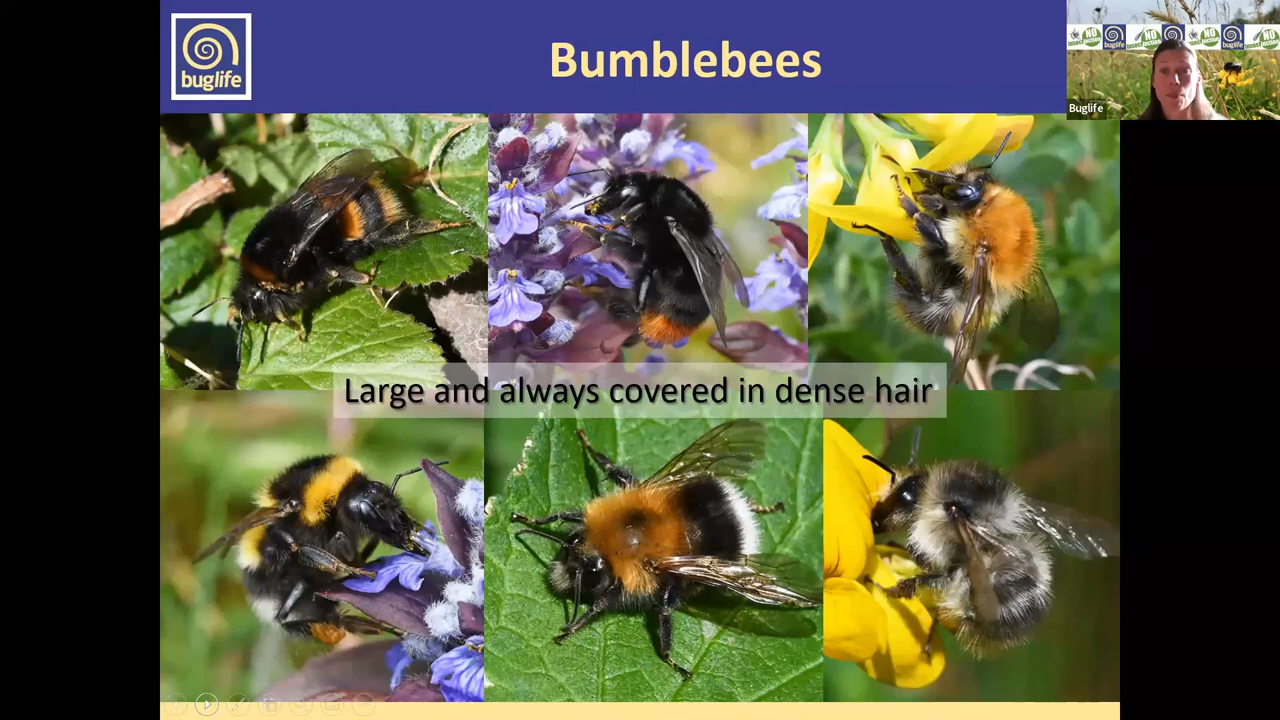 buglife
Bumblebees
Buglife
Large and always covered in dense hair